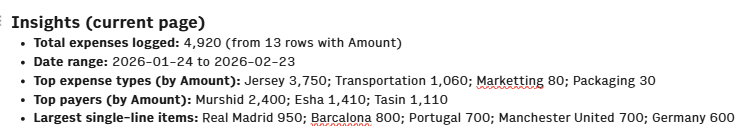 Insights (current page)
• Total expenses logged: 4,920 (from 13 rows with Amount)
• Date range: 2026-01-24 to 2026-02-23
• Top expense types (by Amount): Jersey 3,750; Transportation 1,060; Marketting 80; Packaging 30
• Top payers (by Amount): Murshid 2,400; Esha 1,410; Tasin 1,110
• Largest single-line items: Real Madrid 950; Barcalona 800; Portugal 700; Manchester United 700; Germany 600